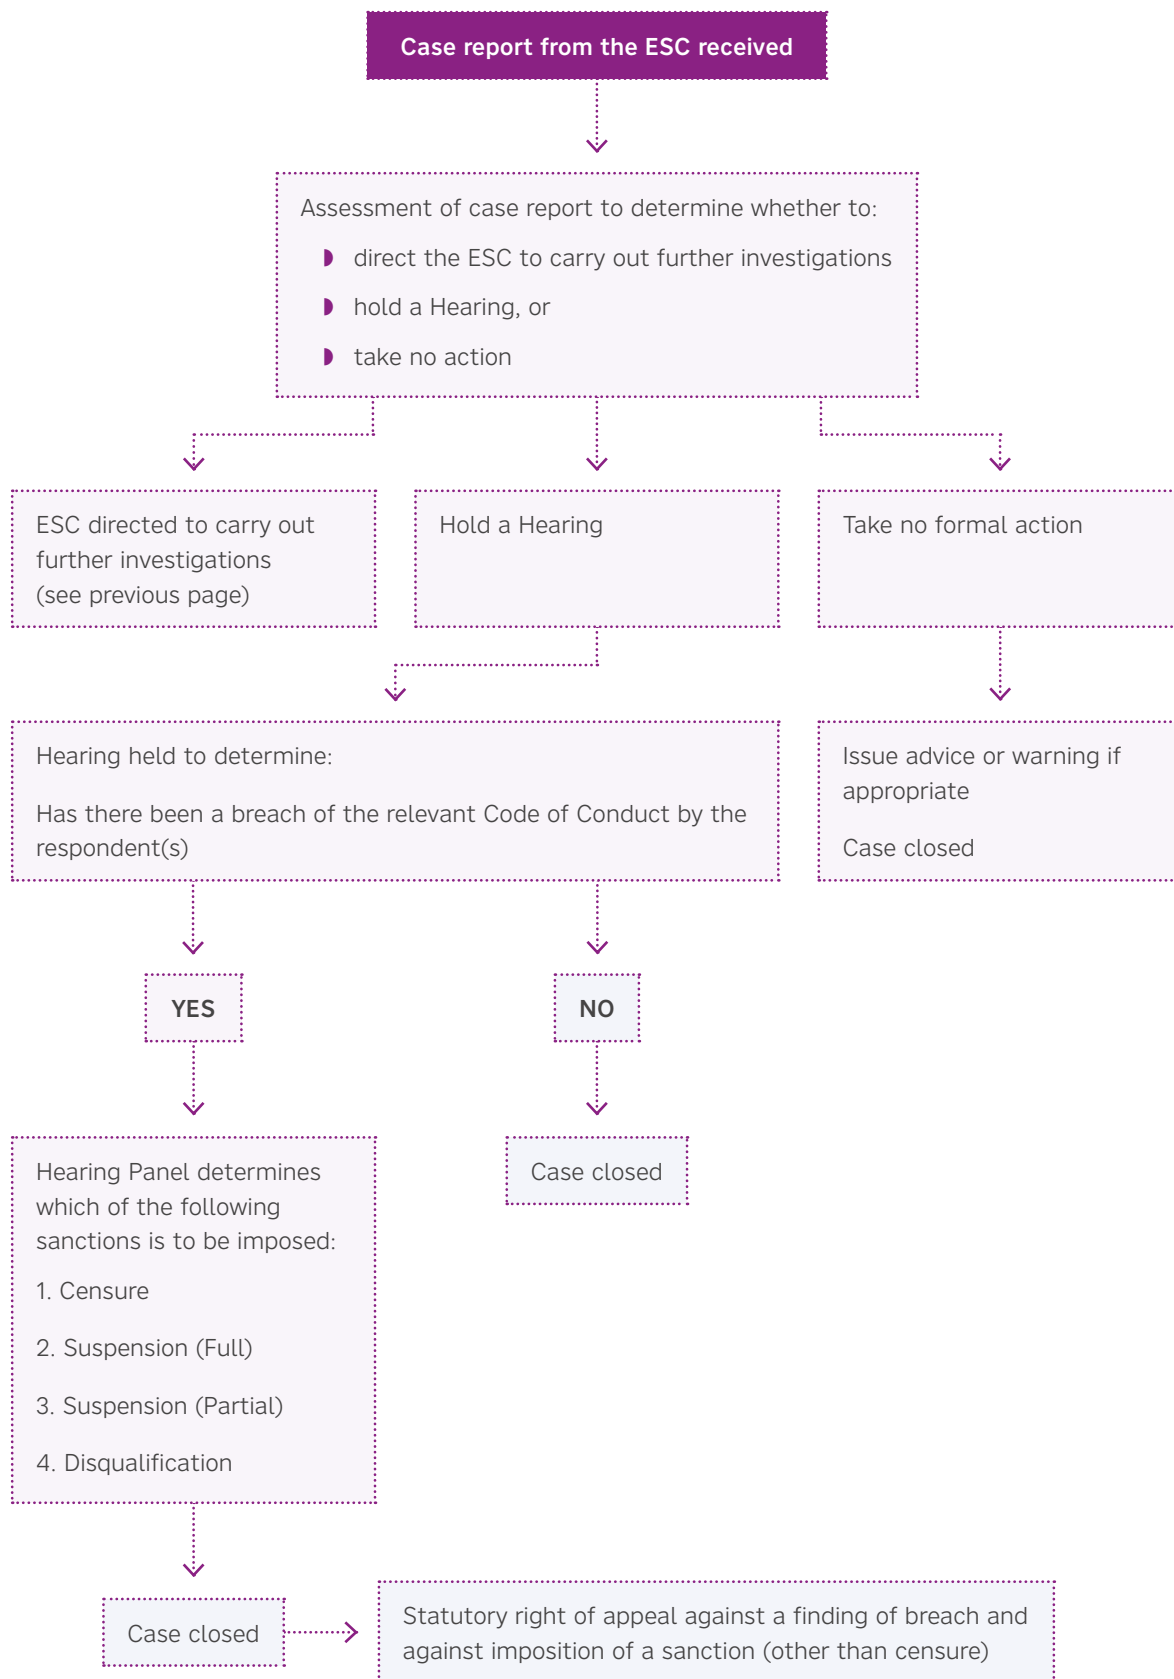 Case report from the ESC received
Assessment of case report to determine whether to:
direct the ESC to carry out further investigations
hold a Hearing, or
take no action
ESC directed to carry out
further investigations
(see previous page)
Hold a Hearing
Take no formal action
Hearing held to determine:
Has there been a breach of the relevant Code of Conduct by the
respondent(s)
Issue advice or warning if
appropriate
Case closed
YES
NO
Hearing Panel determines
which of the following
sanctions is to be imposed:
1. Censure
2. Suspension (Full)
3. Suspension (Partial)
4. Disqualification
Case closed
Case closed
Statutory right of appeal against a finding of breach and
against imposition of a sanction (other than censure)